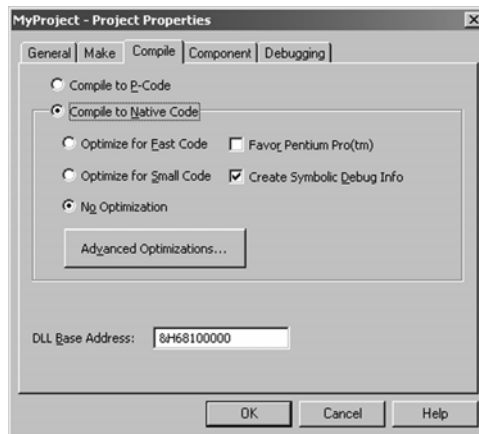 MyProject - Project Properties
General Make Compile Component Debugging
Compile to P-Code
Compile to Native Code
Optimize for Fast Code Favor Pentium Pro(tm)
Optimize for Small Code Create Symbolic Debug Info
No Optimization
Advanced Optimizations...
DLL Base Address: &H68100000
OK Cancel Help